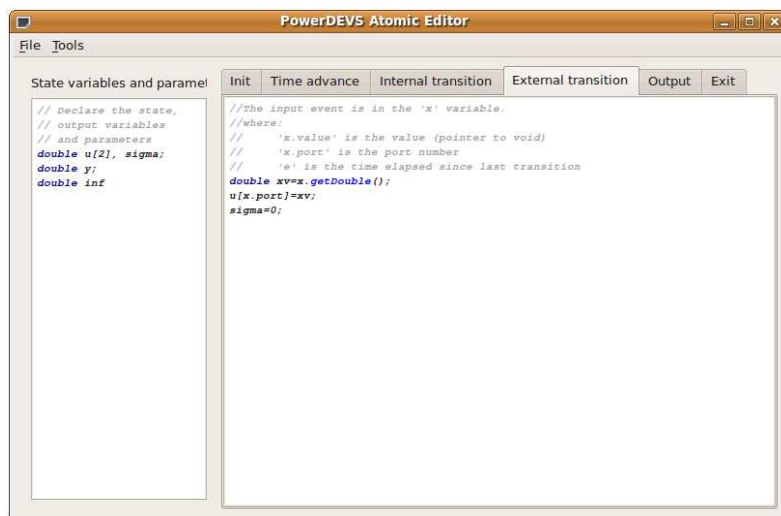 PowerDEVS Atomic Editor
File Tools
State variables and paramet
Init Time advance Internal transition External transition Output Exit
// Declare the state,
// output variables
// and parameters
double u[2], sigma;
double y;
double inf
//The input event is in the 'x' variable.
//where:
// 'x.value' is the value (pointer to void)
// 'x.port' is the port number
// 'e' is the time elapsed since last transition
double xv=x.getDouble();
u[x.port]=xv;
sigma=0;